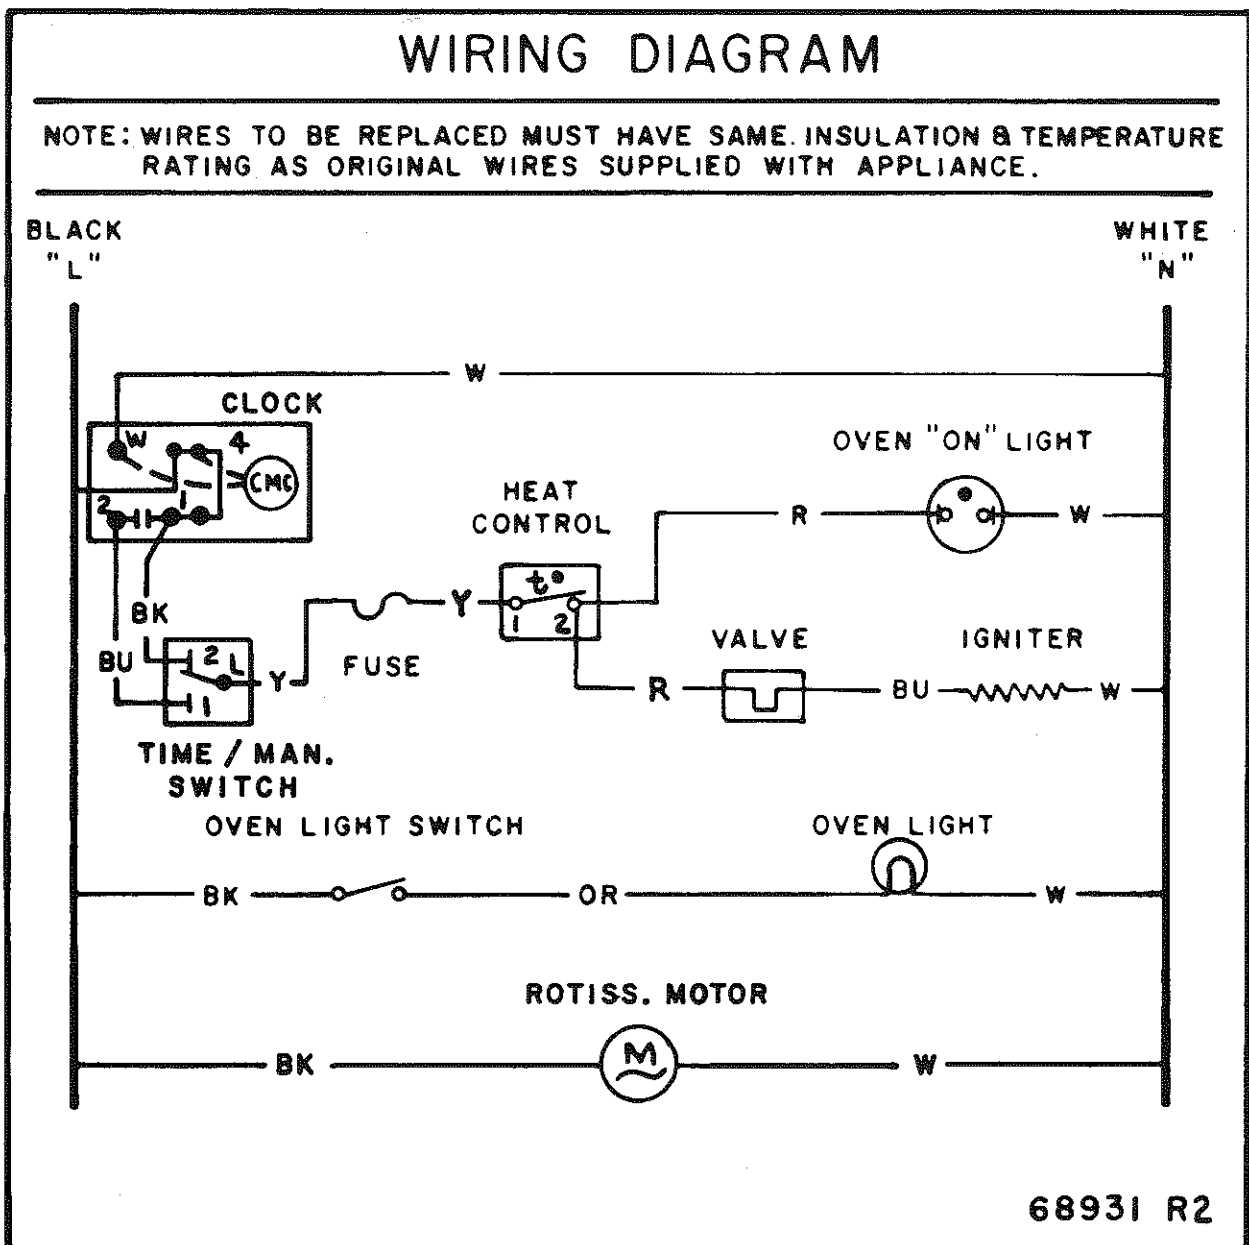 WIRING DIAGRAM
NOTE: WIRES TO BE REPLACED MUST HAVE SAME. INSULATION & TEMPERATURE
RATING AS ORIGINAL WIRES SUPPLIED WITH APPLIANCE.
BLACK
"L"
WHITE
"N"
W
CLOCK
W
4
CMC
2
1
OVEN "ON" LIGHT
HEAT
CONTROL
R
W
t°
1
2
BK
BU
Y
FUSE
2
L
Y
1
TIME / MAN.
SWITCH
VALVE
IGNITER
R
BU
W
OVEN LIGHT SWITCH
OVEN LIGHT
BK
OR
W
ROTISS. MOTOR
BK
M
W
68931 R2